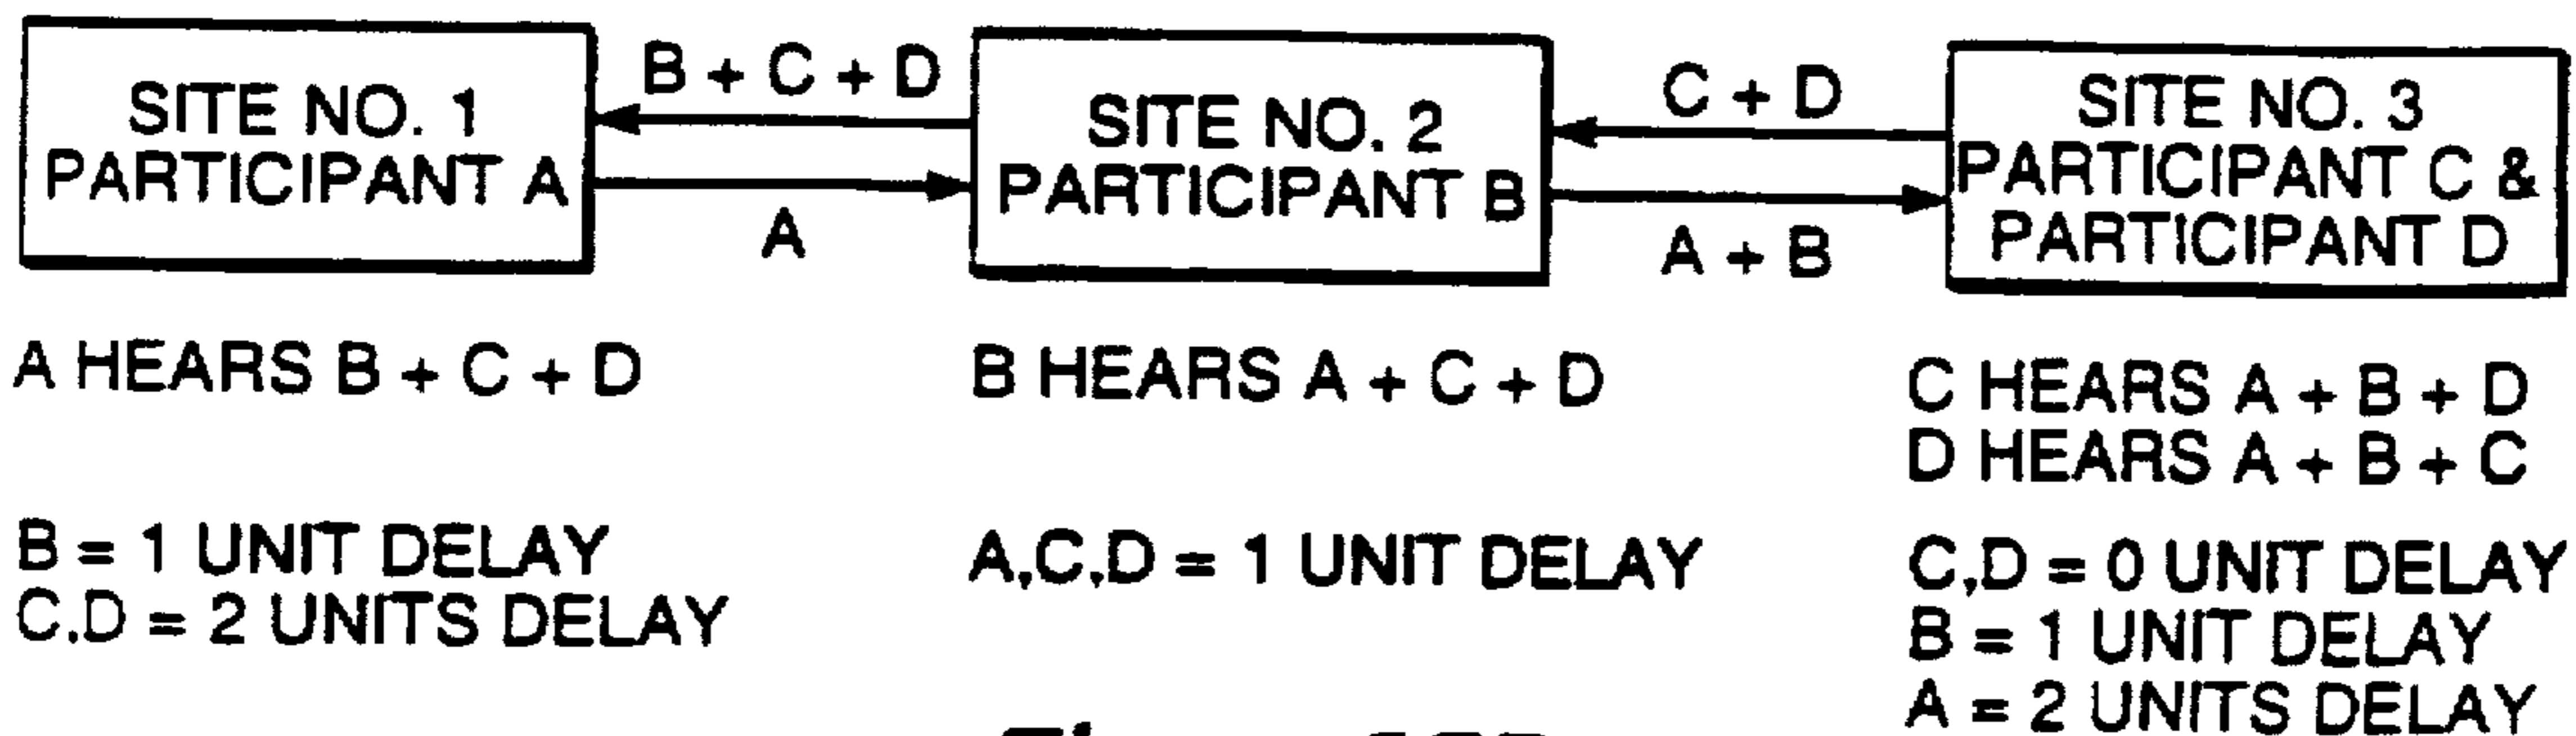 SITE NO. 1
PARTICIPANT A
B + C + D
A
SITE NO. 2
PARTICIPANT B
C + D
A + B
SITE NO. 3
PARTICIPANT C &
PARTICIPANT D
A HEARS B + C + D
B = 1 UNIT DELAY
C,D = 2 UNITS DELAY
B HEARS A + C + D
A,C,D = 1 UNIT DELAY
C HEARS A + B + D
D HEARS A + B + C
C,D = 0 UNIT DELAY
B = 1 UNIT DELAY
A = 2 UNITS DELAY